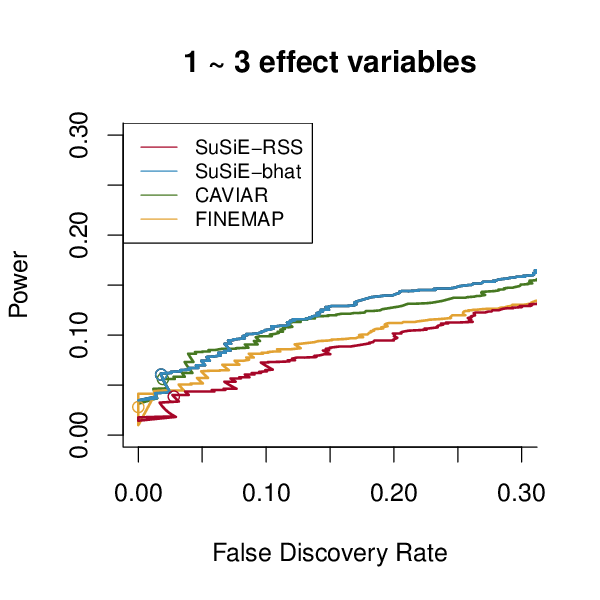 1 ~ 3 effect variables
SuSiE−RSS
SuSiE−bhat
CAVIAR
FINEMAP
Power
0.30
0.20
0.10
0.00
0.00 0.10 0.20 0.30
False Discovery Rate